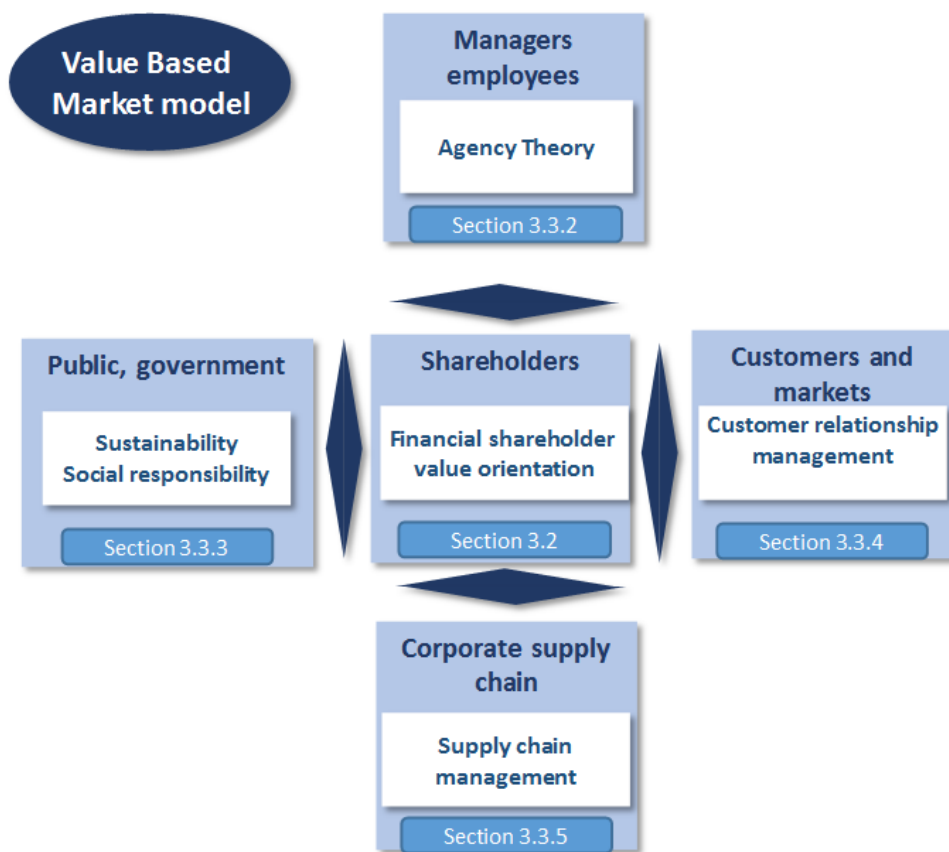 Value Based
Market model
Managers
employees
Agency Theory
Section 3.3.2
Public, government
Sustainability
Social responsibility
Section 3.3.3
Shareholders
Financial shareholder
value orientation
Section 3.2
Customers and
markets
Customer relationship
management
Section 3.3.4
Corporate supply
chain
Supply chain
management
Section 3.3.5